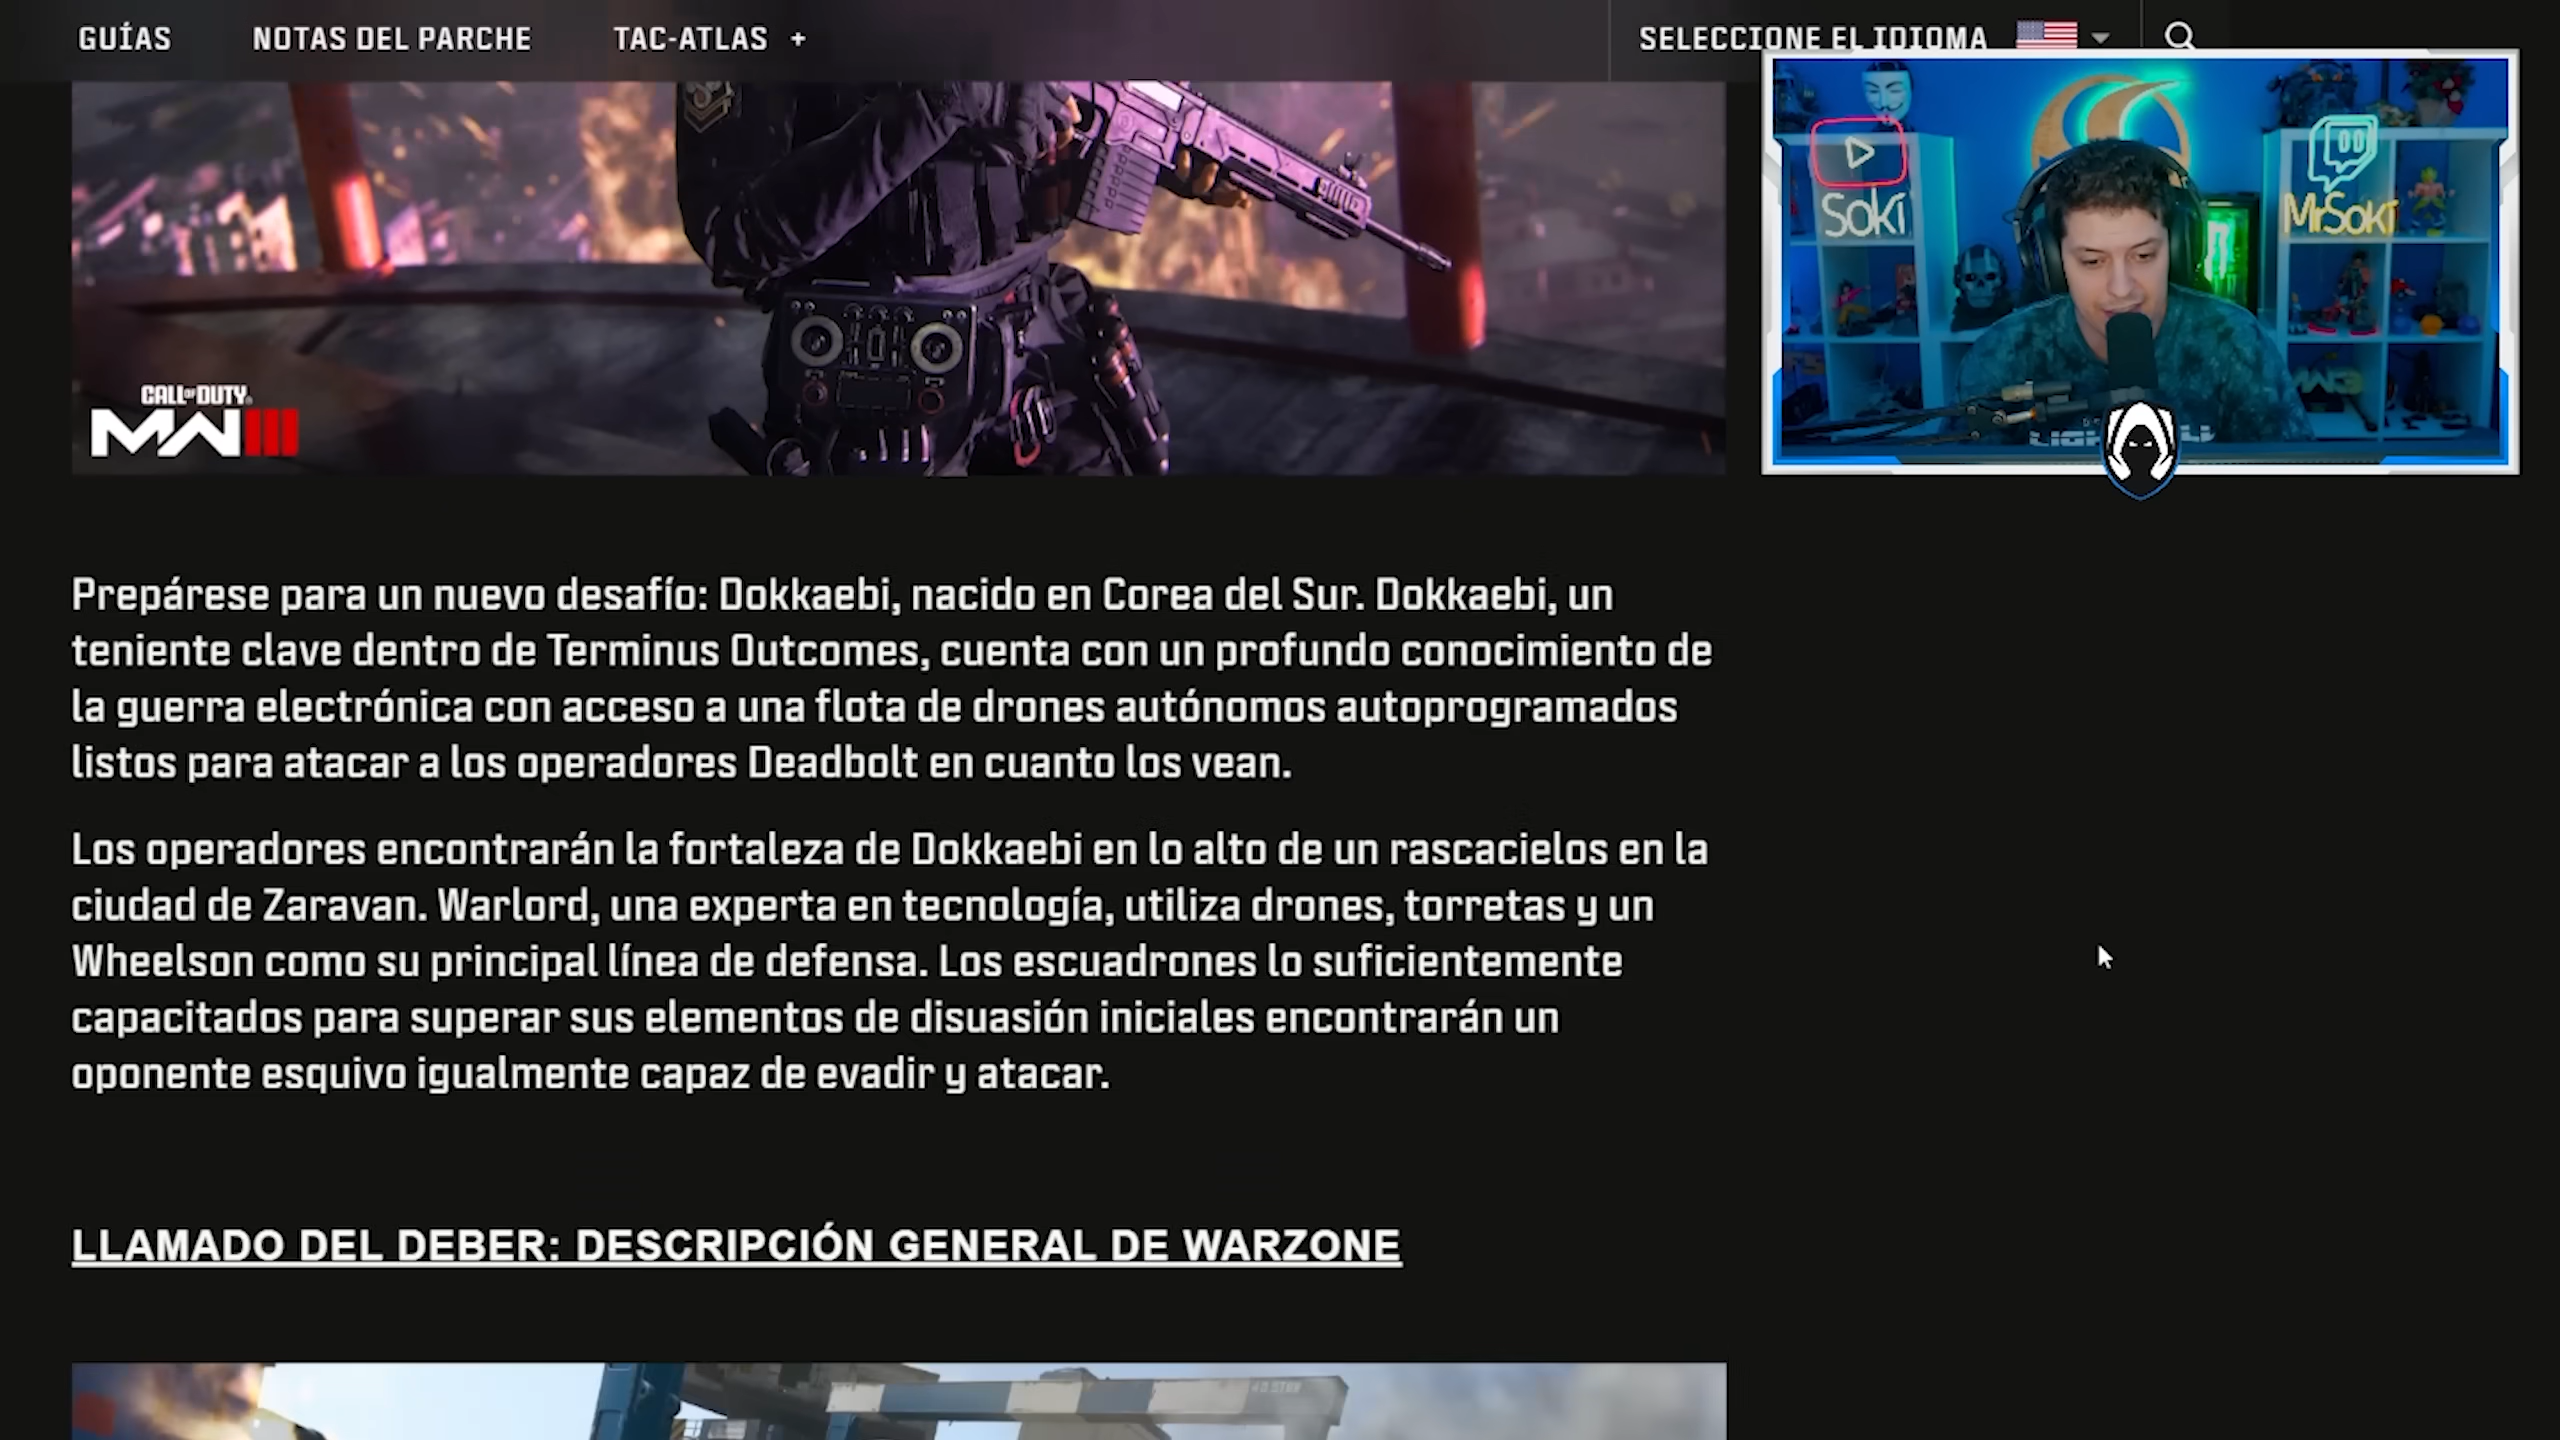 GUÍAS
NOTAS DEL PARCHE
TAC-ATLAS +
SELECCIONE EL IDIOMA
Soki
MrSoki
CALL OF DUTY
MWIII
Prepárese para un nuevo desafío: Dokkaebi, nacido en Corea del Sur. Dokkaebi, un
teniente clave dentro de Terminus Outcomes, cuenta con un profundo conocimiento de
la guerra electrónica con acceso a una flota de drones autónomos autoprogramados
listos para atacar a los operadores Deadbolt en cuanto los vean.
Los operadores encontrarán la fortaleza de Dokkaebi en lo alto de un rascacielos en la
ciudad de Zaravan. Warlord, una experta en tecnología, utiliza drones, torretas y un
Wheelson como su principal línea de defensa. Los escuadrones lo suficientemente
capacitados para superar sus elementos de disuasión iniciales encontrarán un
oponente esquivo igualmente capaz de evadir y atacar.
LLAMADO DEL DEBER: DESCRIPCIÓN GENERAL DE WARZONE